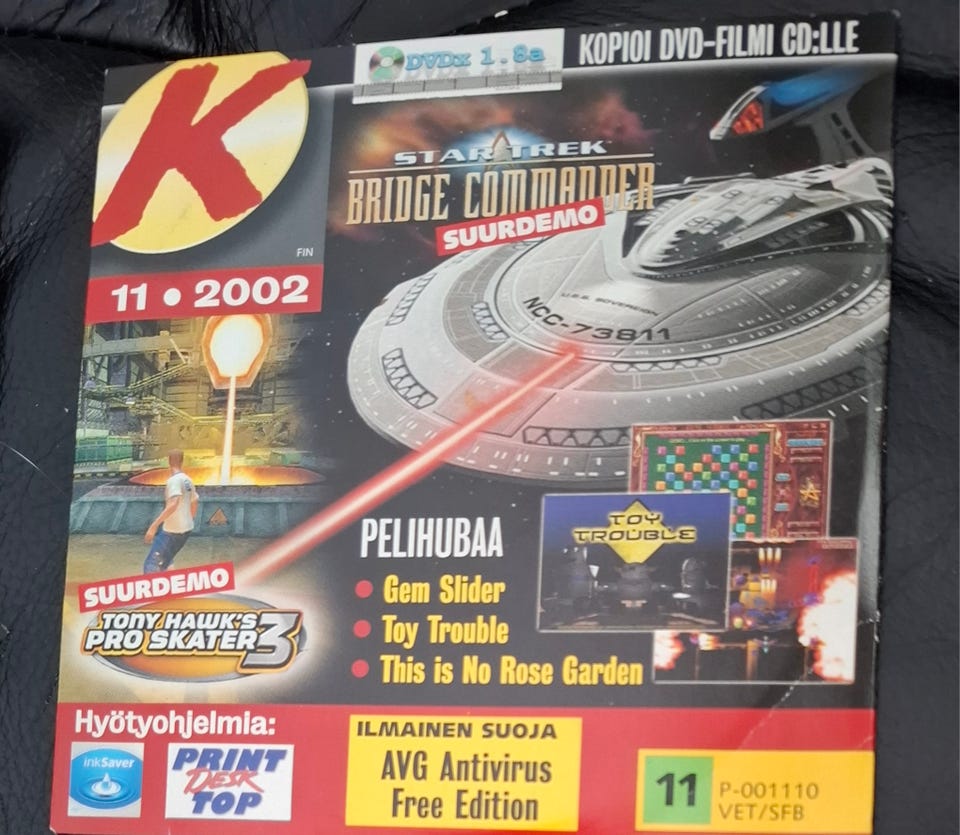 DVDx 1.8a
KOPIOI DVD-FILMI CD:LLE
K
FIN
11 • 2002
STAR TREK
BRIDGE COMMANDER
SUURDEMO
U.S.S. SOVEREIGN
NCC-73811
SUURDEMO
TONY HAWK'S
PRO SKATER 3
PELIHUBAA
• Gem Slider
• Toy Trouble
• This is No Rose Garden
TOY
TROUBLE
Hyötyohjelmia:
inkSaver
PRINT
DESK
TOP
ILMAINEN SUOJA
AVG Antivirus
Free Edition
11
P-001110
VET/SFB